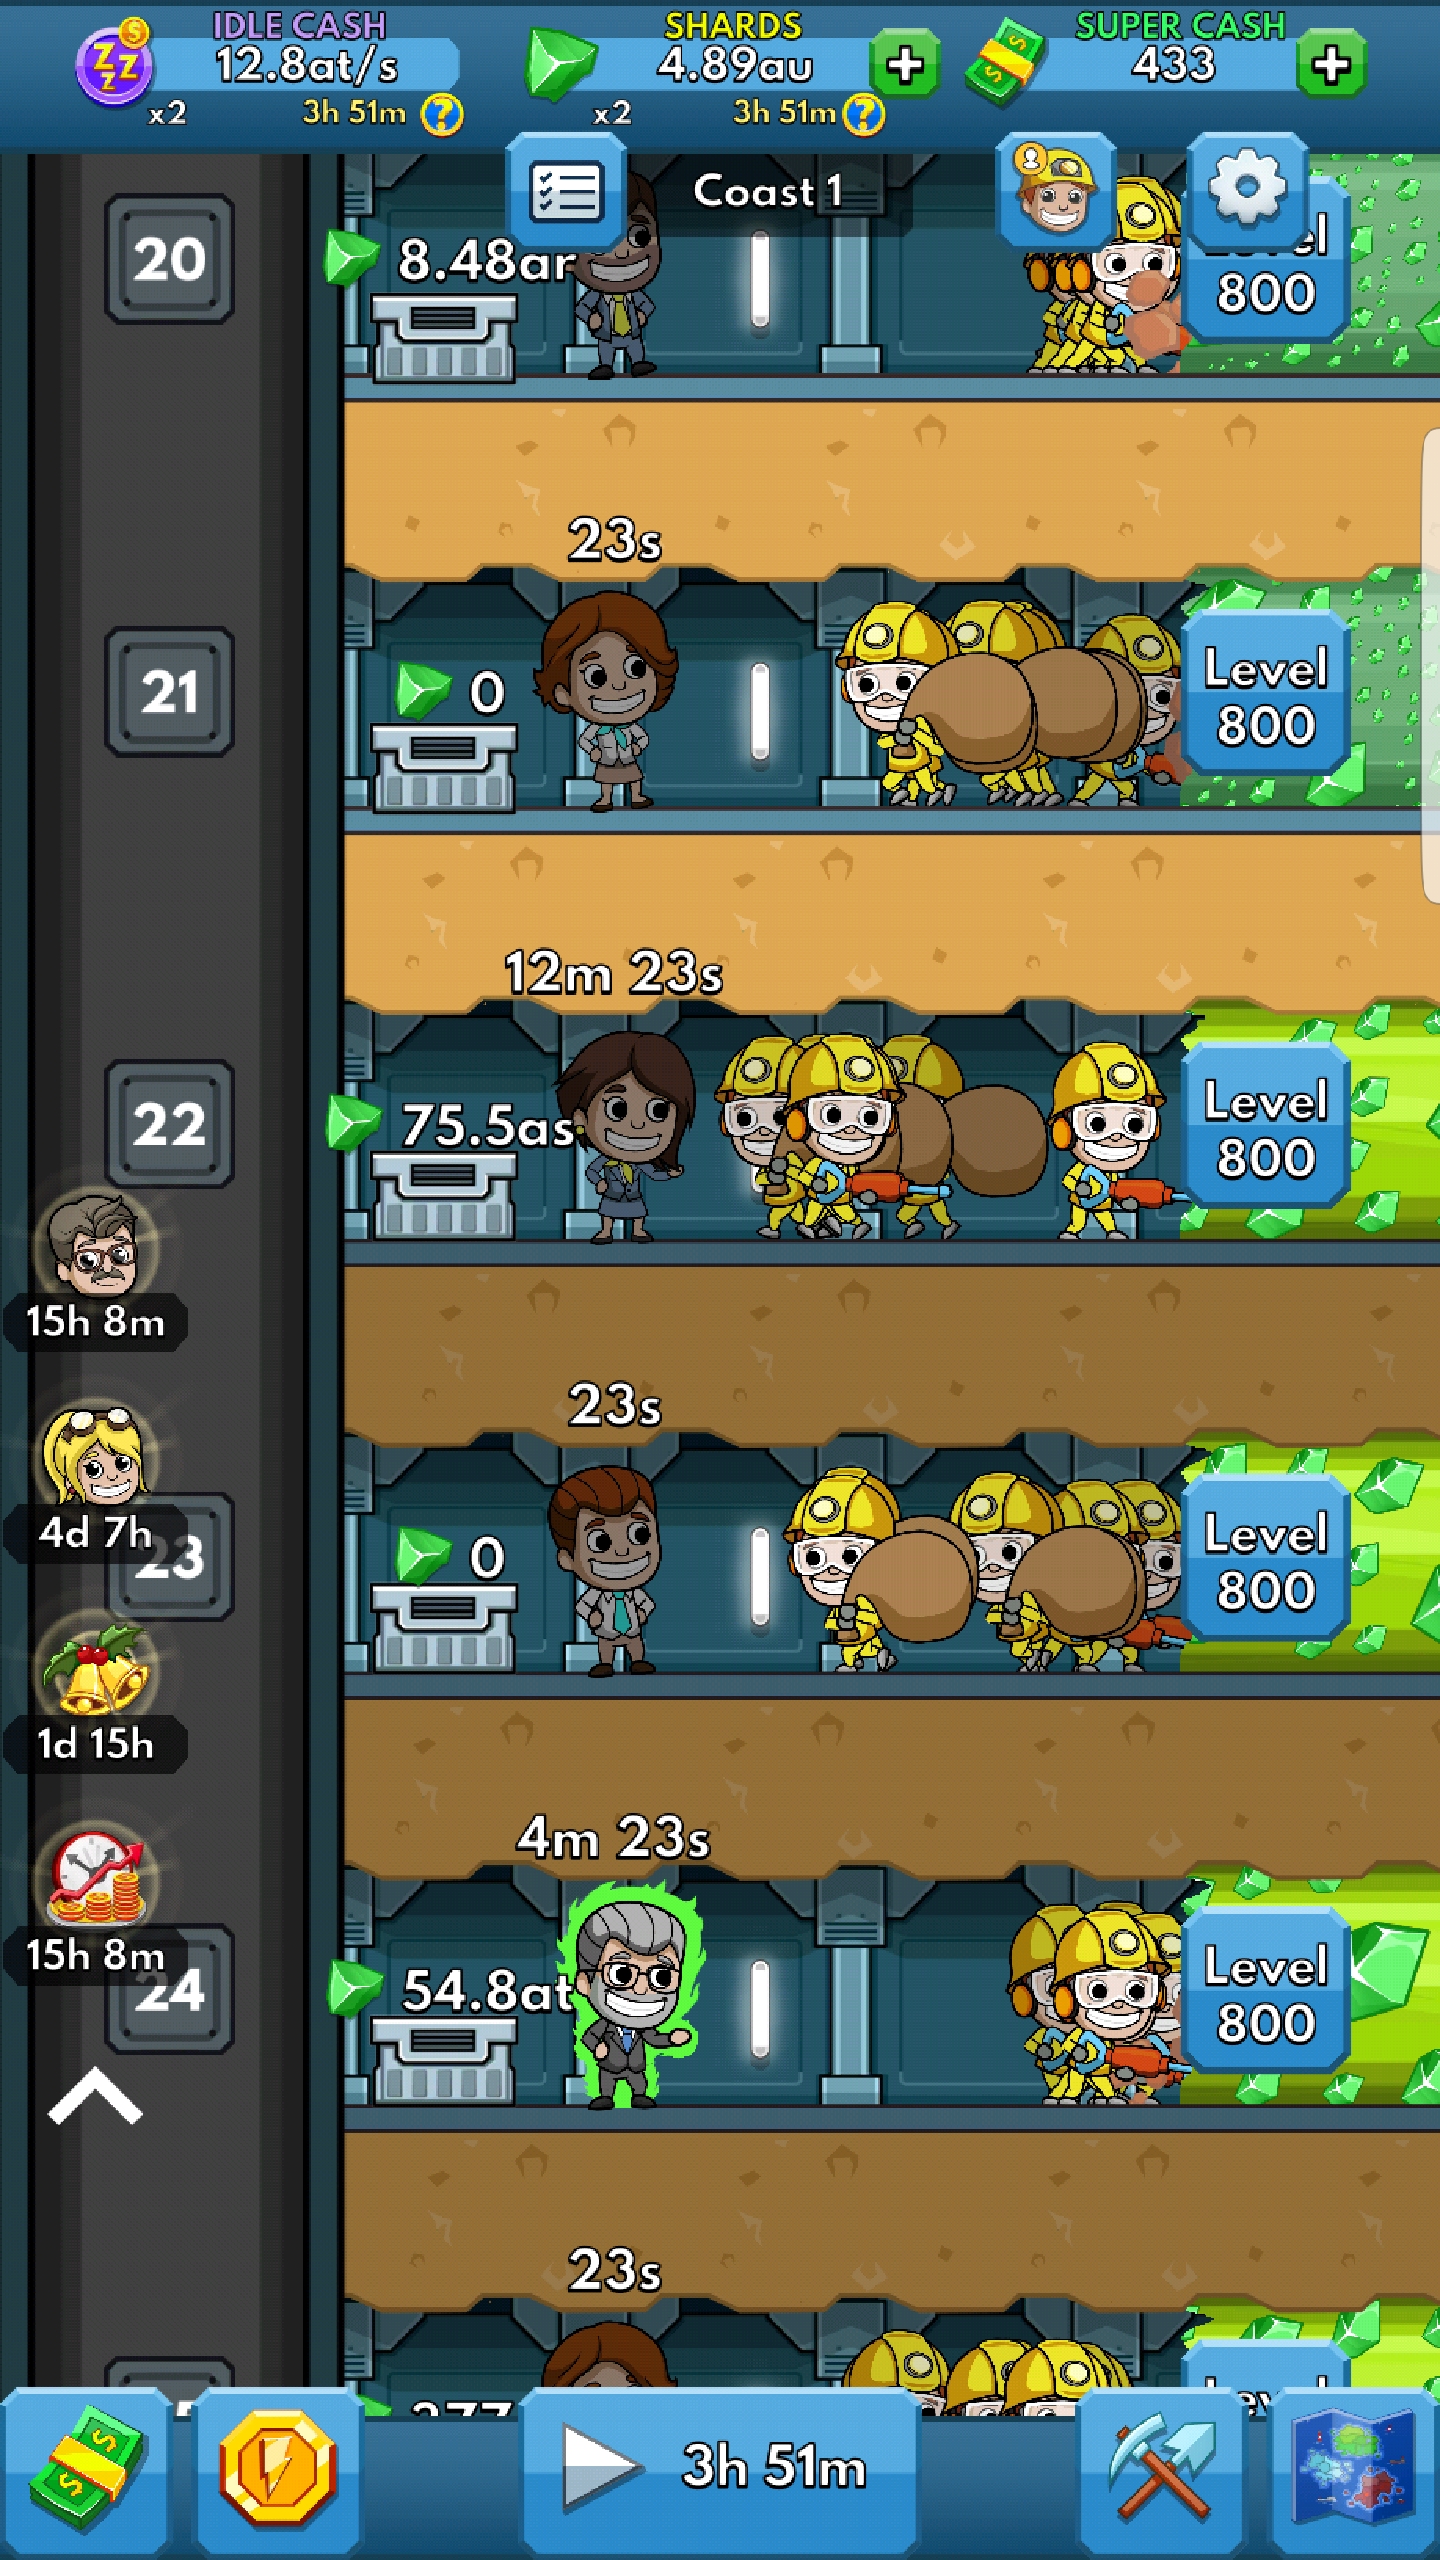 IDLE CASH
12.8at/s
x2
3h 51m
?
SHARDS
4.89au
x2
3h 51m
?
SUPER CASH
433
Coast 1
20
8.48ar
800
23s
21
0
Level
800
12m 23s
22
75.5as
Level
800
15h 8m
23s
4d 7h
23
0
Level
800
1d 15h
4m 23s
15h 8m
24
54.8at
Level
800
23s
3h 51m